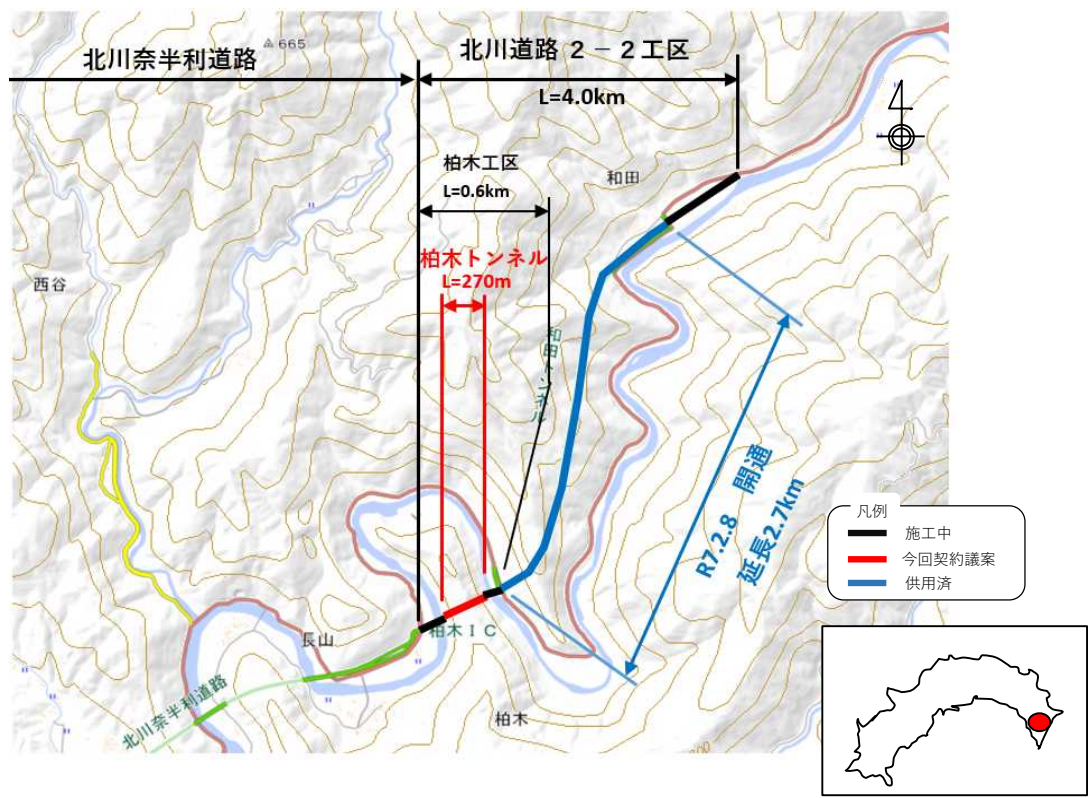 北川奈半利道路
665
北川道路 2－2工区
L=4.0km
柏木工区
L=0.6km
和田
柏木トンネル
L=270m
西谷
和田トンネル
R7.2.8 開通
延長2.7km
凡例
施工中
今回契約議案
供用済
柏木IC
長山
北川奈半利道路
柏木